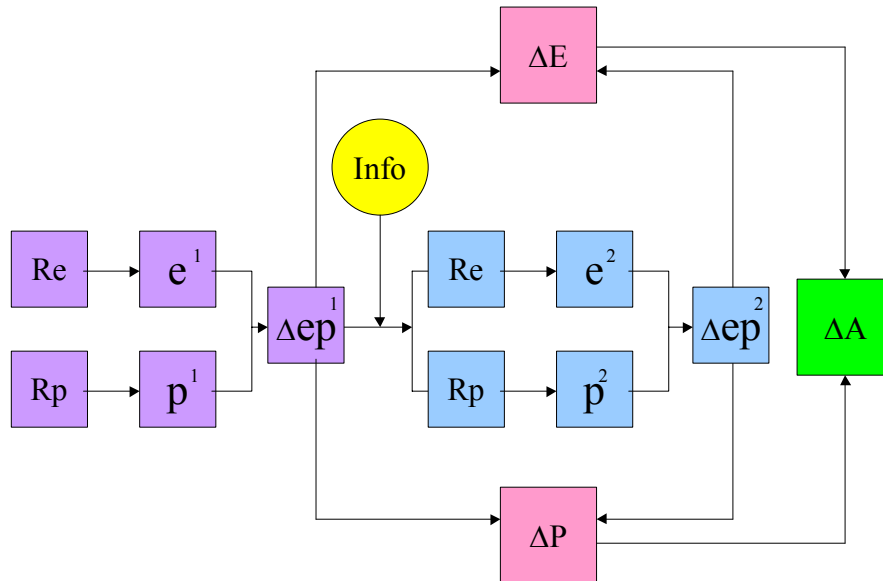 ΔE
Info
Re
e¹
Re
e²
Δep¹
Δep²
ΔA
Rp
p¹
Rp
p²
ΔP